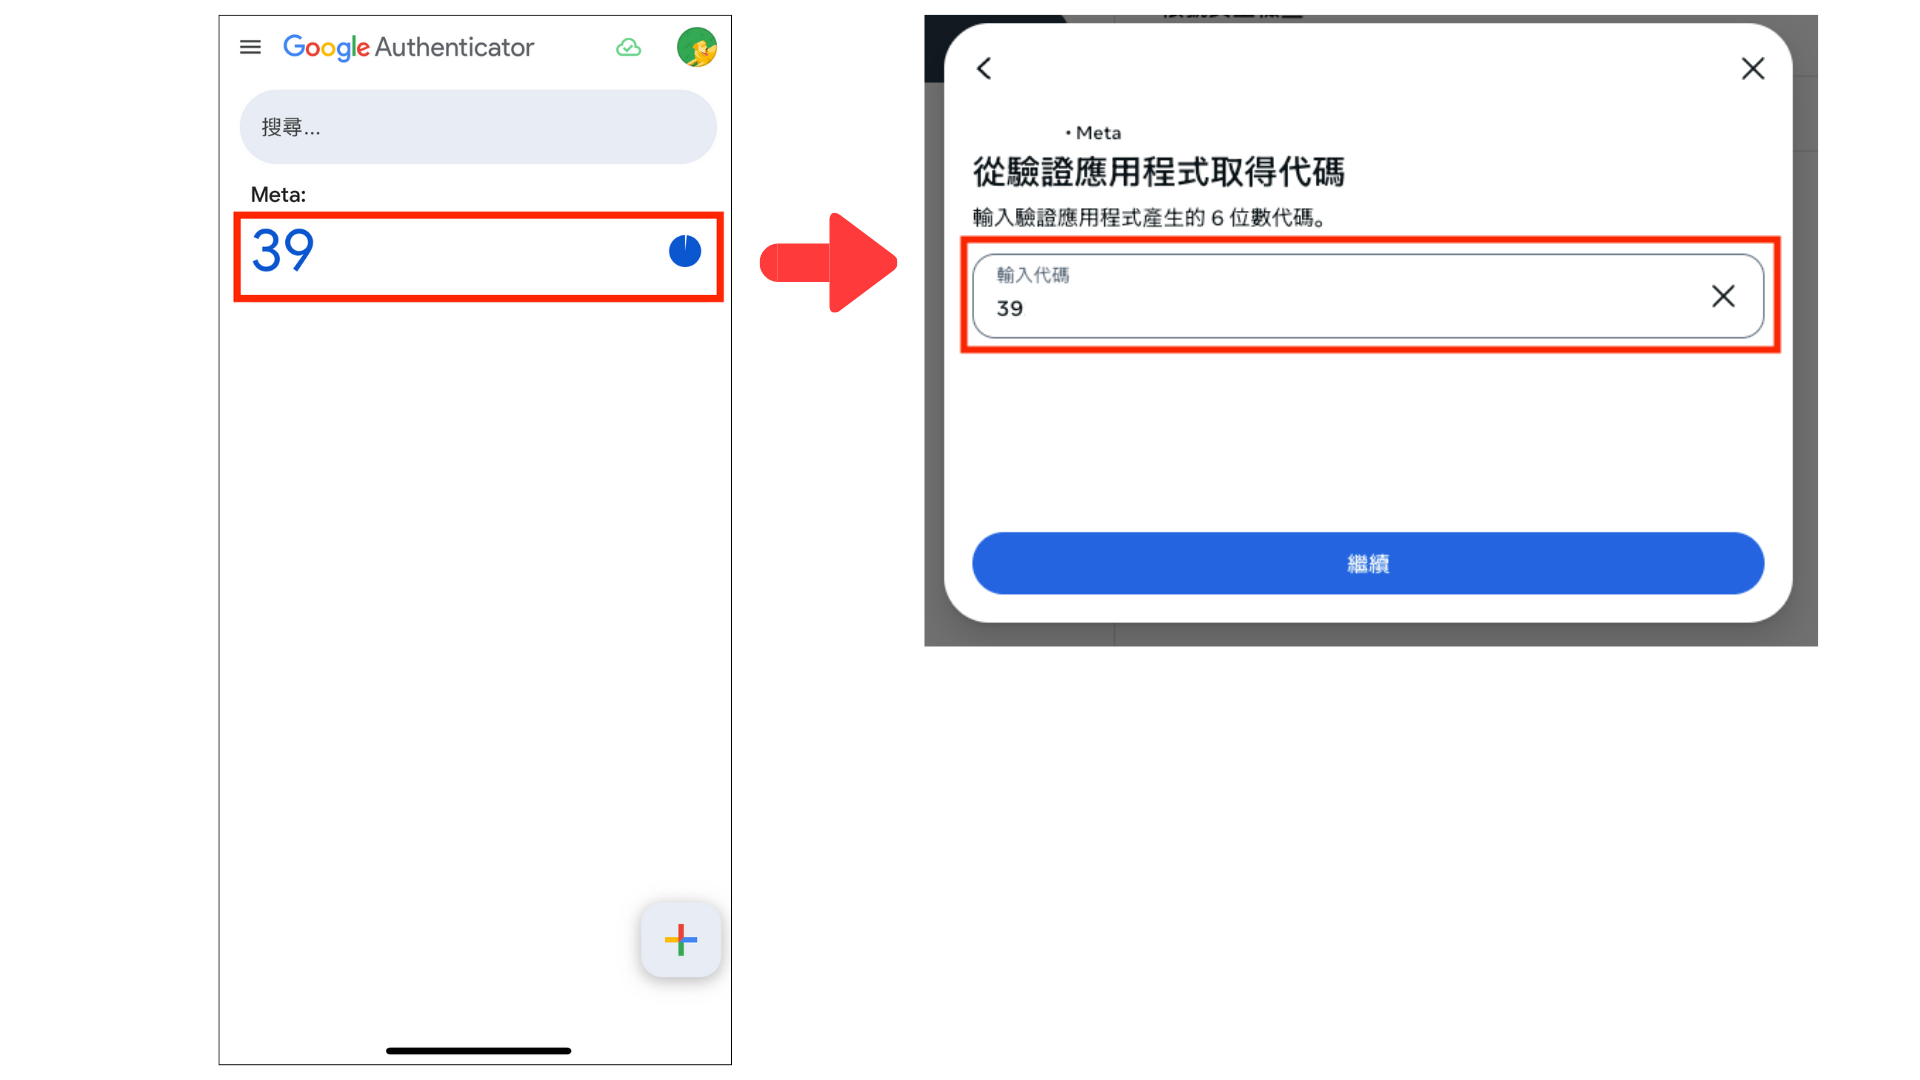 Google Authenticator
搜尋...
Meta:
39
• Meta
從驗證應用程式取得代碼
輸入驗證應用程式產生的 6 位數代碼。
輸入代碼
39
繼續